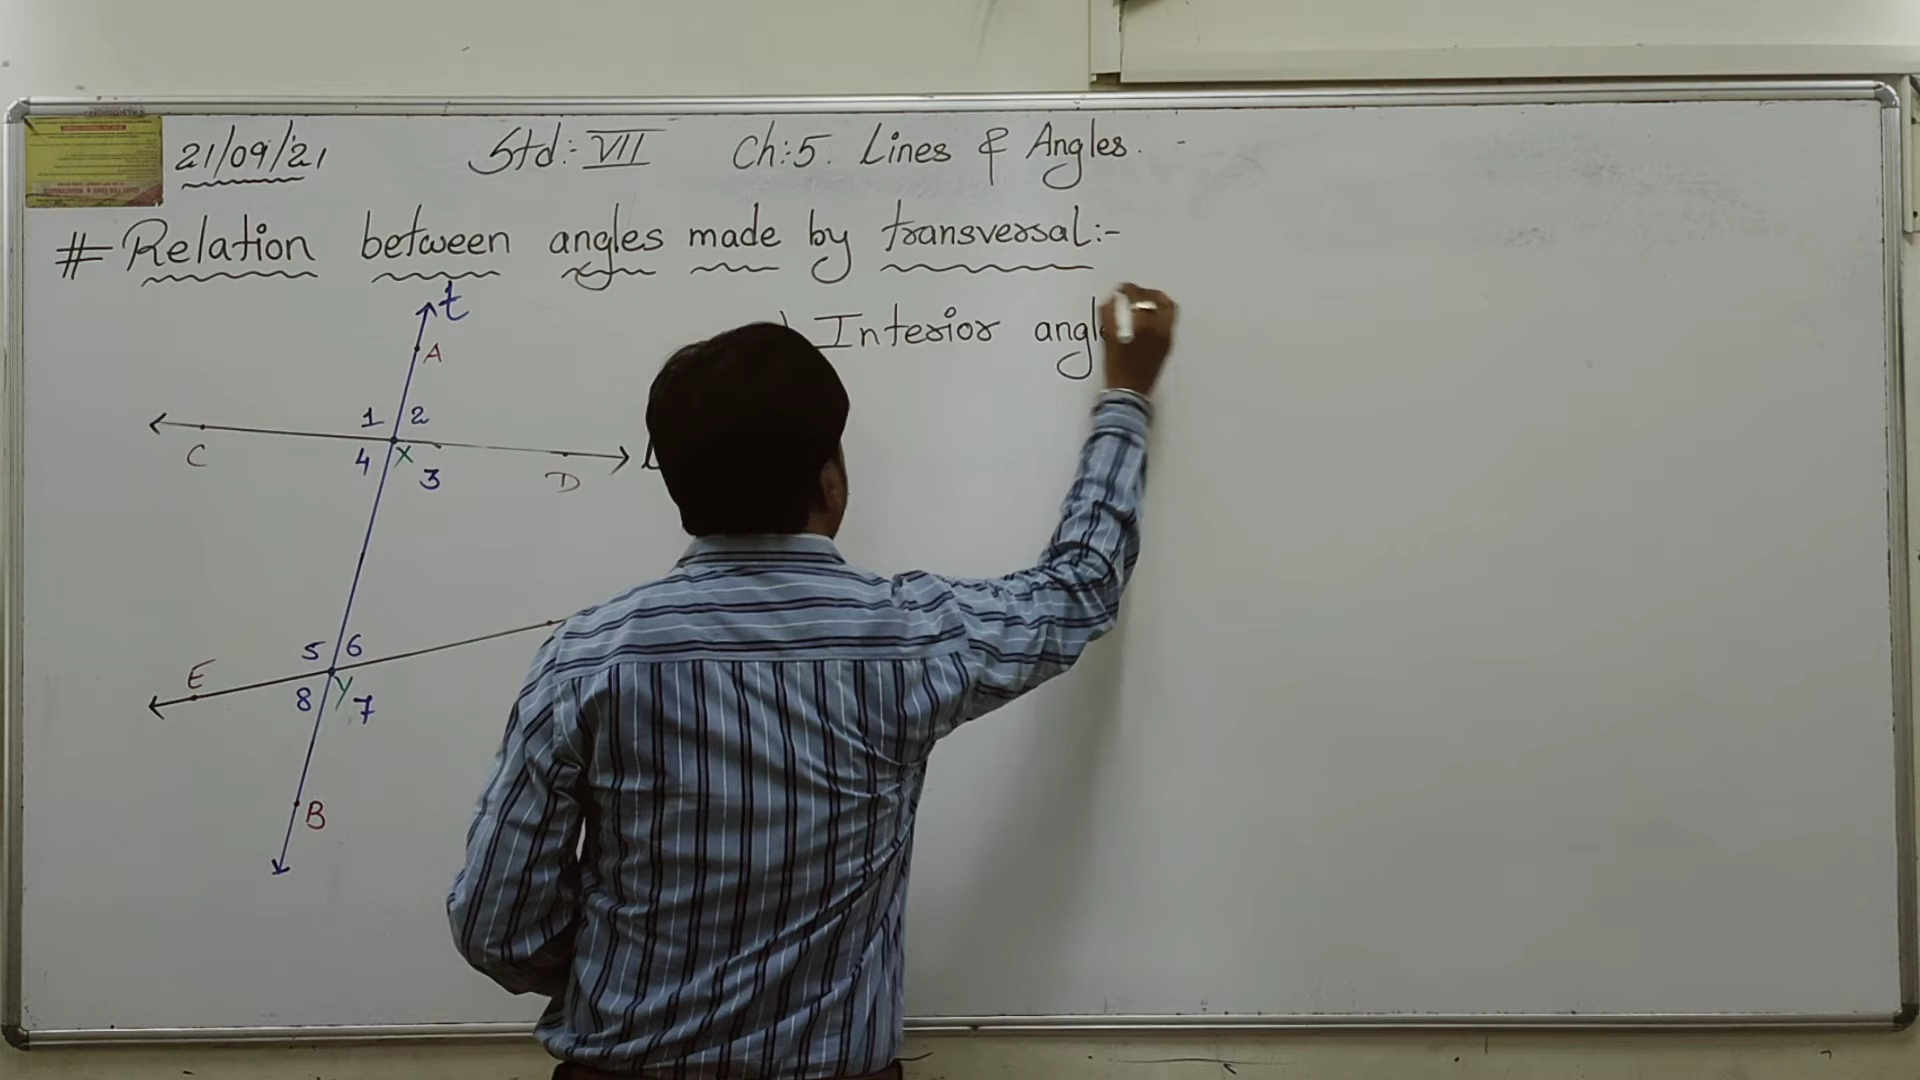 21/09/21 Std:- VII Ch:5. Lines & Angles.
# Relation between angles made by transversal:-
t
) Interior angle
A
1 2
C 4 X 3 D l
5 6
E
8 Y 7
B